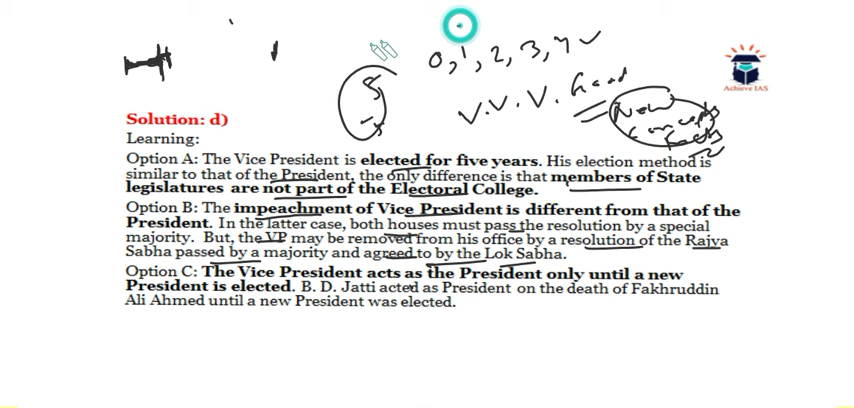 0, 1, 2, 3, 4
5
V. V. V. Good
New
concepts
facts
Achieve IAS
Solution: d)
Learning:
Option A: The Vice President is elected for five years. His election method is
similar to that of the President, the only difference is that members of State
legislatures are not part of the Electoral College.
Option B: The impeachment of Vice President is different from that of the
President. In the latter case, both houses must pass the resolution by a special
majority. But, the VP may be removed from his office by a resolution of the Rajya
Sabha passed by a majority and agreed to by the Lok Sabha.
Option C: The Vice President acts as the President only until a new
President is elected. B. D. Jatti acted as President on the death of Fakhruddin
Ali Ahmed until a new President was elected.